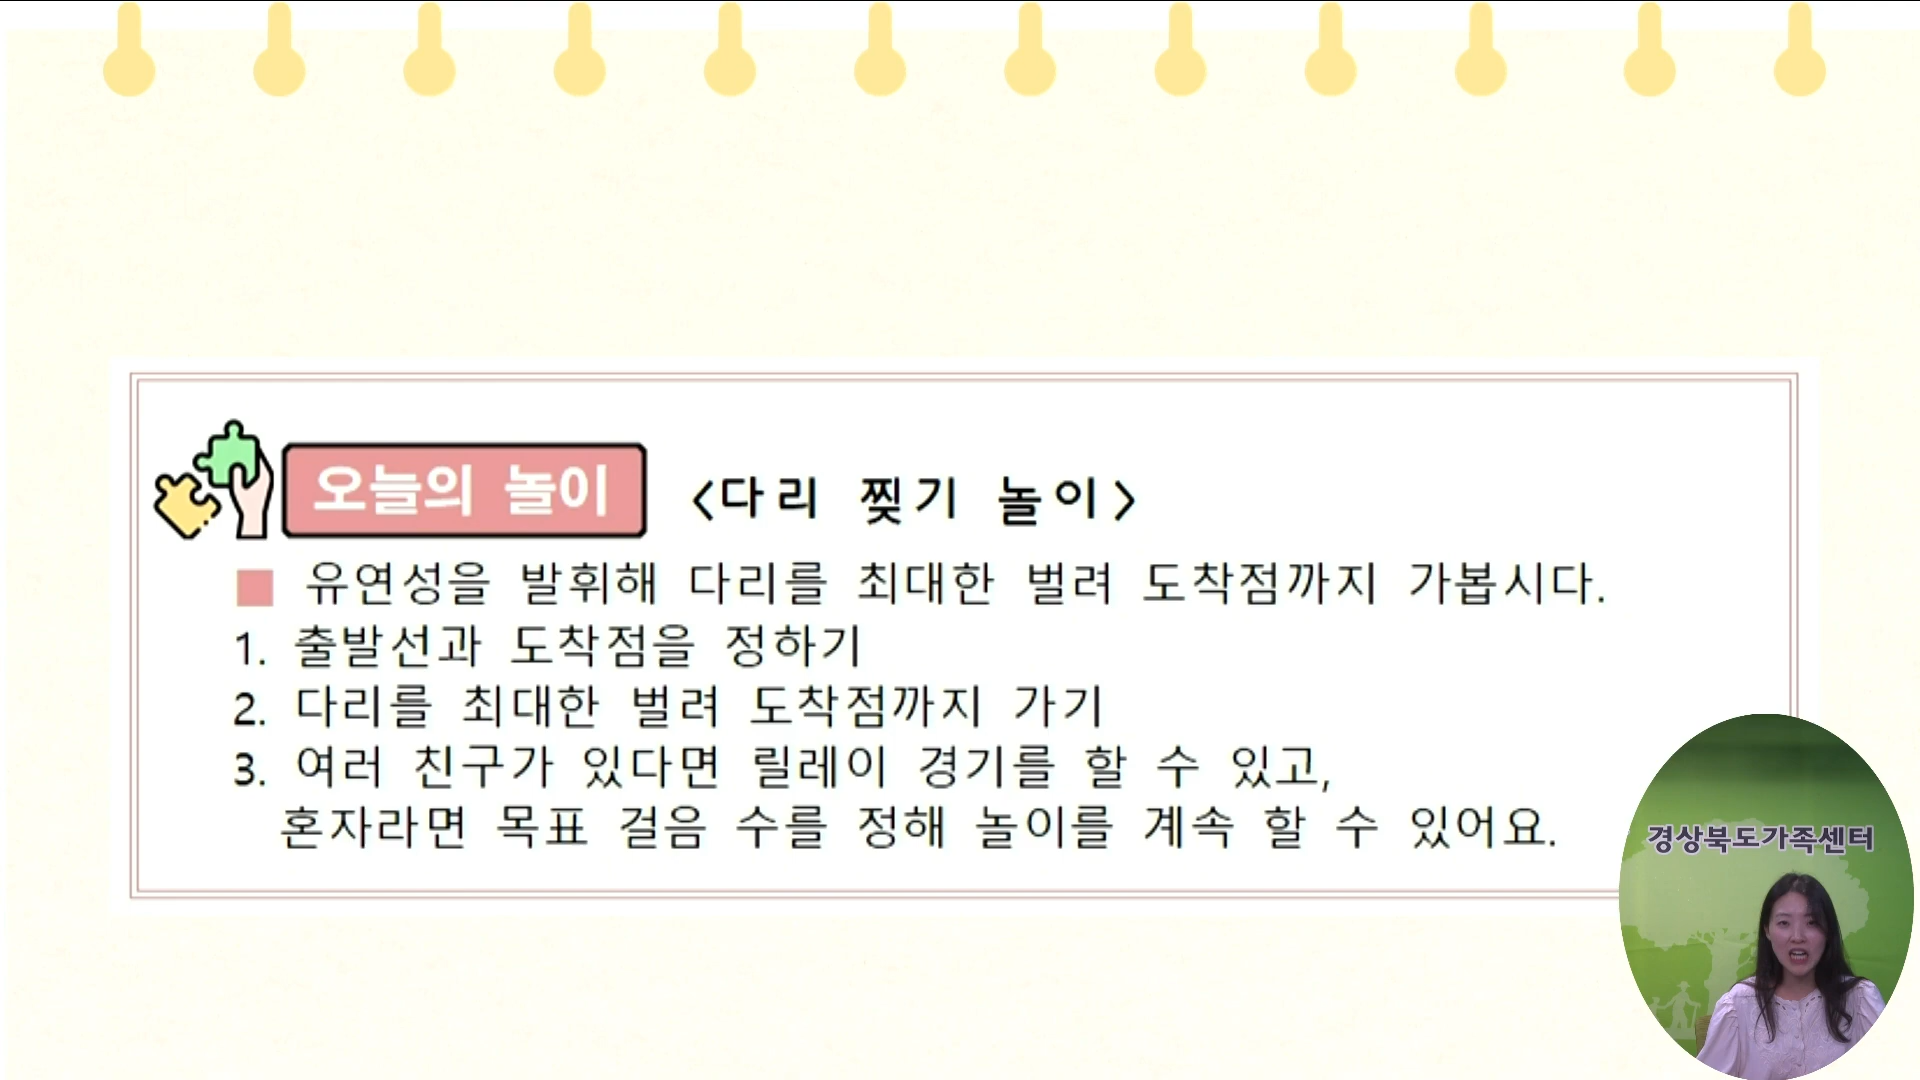 오늘의 놀이 <다리 찢기 놀이>
유연성을 발휘해 다리를 최대한 벌려 도착점까지 가봅시다.
1. 출발선과 도착점을 정하기
2. 다리를 최대한 벌려 도착점까지 가기
3. 여러 친구가 있다면 릴레이 경기를 할 수 있고,
혼자라면 목표 걸음 수를 정해 놀이를 계속 할 수 있어요.
경상북도가족센터